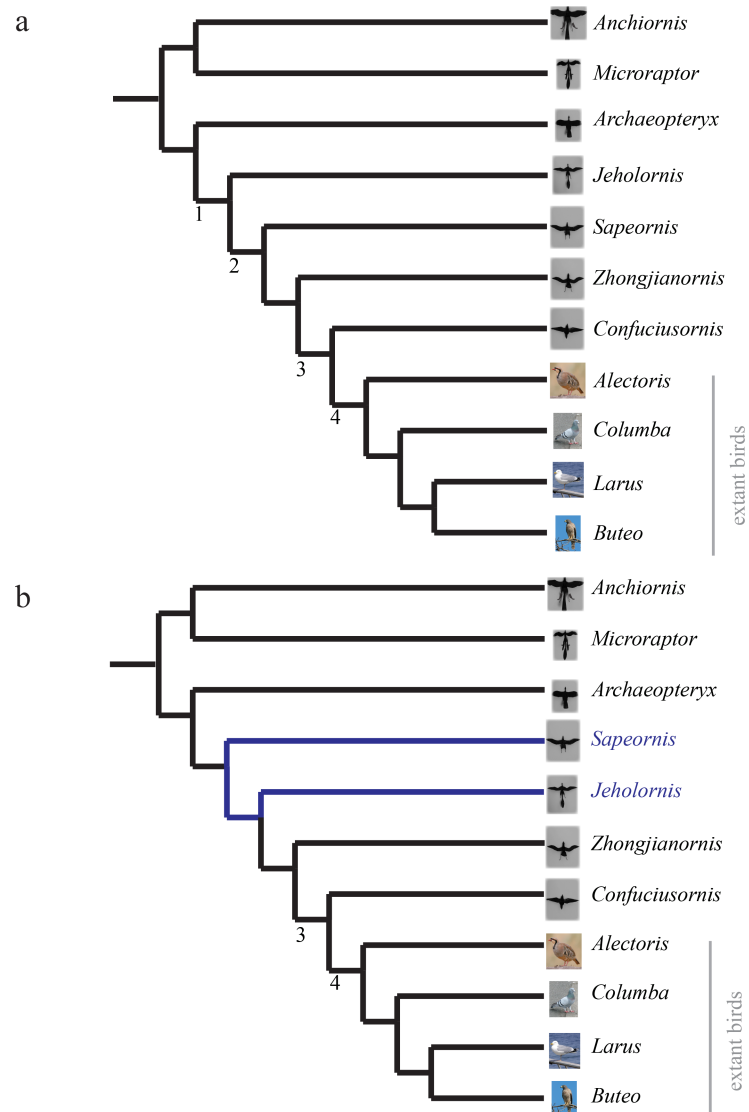 a
Anchiornis
Microraptor
Archaeopteryx
Jeholornis
1
Sapeornis
2
Zhongjianornis
Confuciusornis
3
Alectoris
4
Columba
Larus
Buteo
extant birds
b
Anchiornis
Microraptor
Archaeopteryx
Sapeornis
Jeholornis
Zhongjianornis
Confuciusornis
3
Alectoris
4
Columba
Larus
Buteo
extant birds